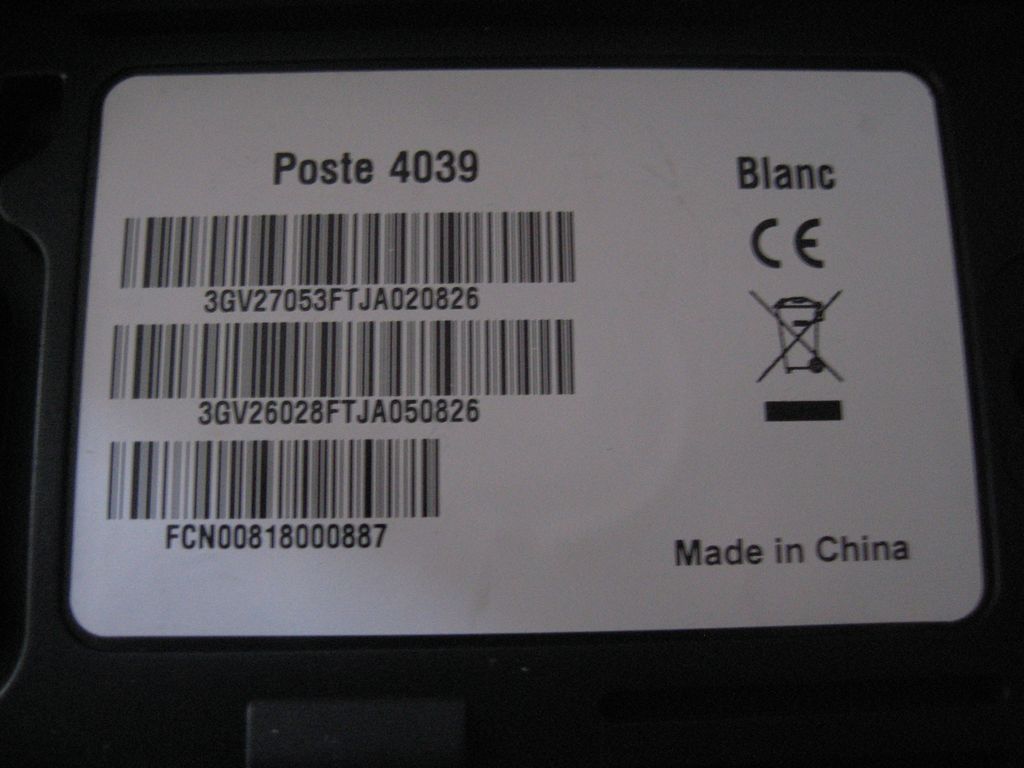 Poste 4039
Blanc
CE
3GV27053FTJA020826
3GV26028FTJA050826
FCN00818000887
Made in China